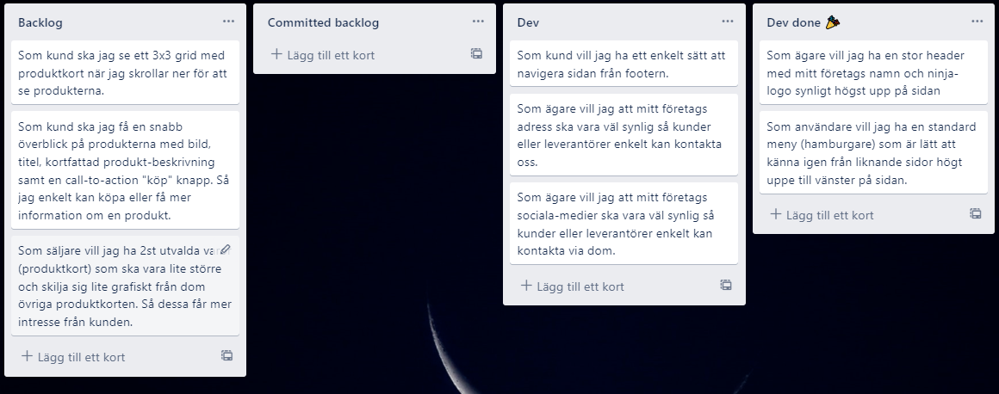 Backlog
Som kund ska jag se ett 3x3 grid med
produktkort när jag skrollar ner för att
se produkterna.
Som kund ska jag få en snabb
överblick på produkterna med bild,
titel, kortfattad produkt-beskrivning
samt en call-to-action "köp" knapp. Så
jag enkelt kan köpa eller få mer
information om en produkt.
Som säljare vill jag ha 2st utvalda
(produktkort) som ska vara lite större
och skilja sig lite grafiskt från dom
övriga produktkorten. Så dessa får mer
intresse från kunden.
Lägg till ett kort
Committed backlog
Lägg till ett kort
Dev
Som kund vill jag ha ett enkelt sätt att
navigera sidan från footern.
Som ägare vill jag att mitt företags
adress ska vara väl synlig så kunder
eller leverantörer enkelt kan kontakta
oss.
Som ägare vill jag att mitt företags
sociala-medier ska vara väl synlig så
kunder eller leverantörer enkelt kan
kontakta via dom.
Lägg till ett kort
Dev done 🎉
Som ägare vill jag ha en stor header
med mitt företags namn och ninja-
logo synligt högst upp på sidan
Som användare vill jag ha en standard
meny (hamburgare) som är lätt att
känna igen från liknande sidor högt
uppe till vänster på sidan.
Lägg till ett kort